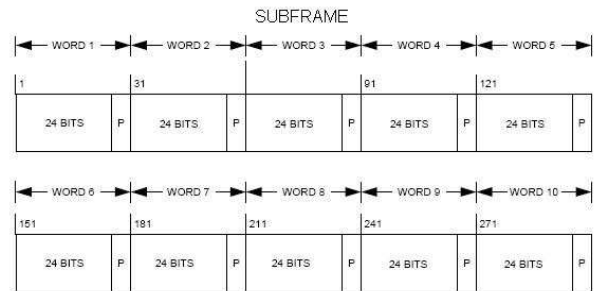 SUBFRAME
WORD 1 WORD 2 WORD 3 WORD 4 WORD 5
1 31 91 121
24 BITS P 24 BITS P 24 BITS P 24 BITS P 24 BITS P
WORD 6 WORD 7 WORD 8 WORD 9 WORD 10
151 181 211 241 271
24 BITS P 24 BITS P 24 BITS P 24 BITS P 24 BITS P